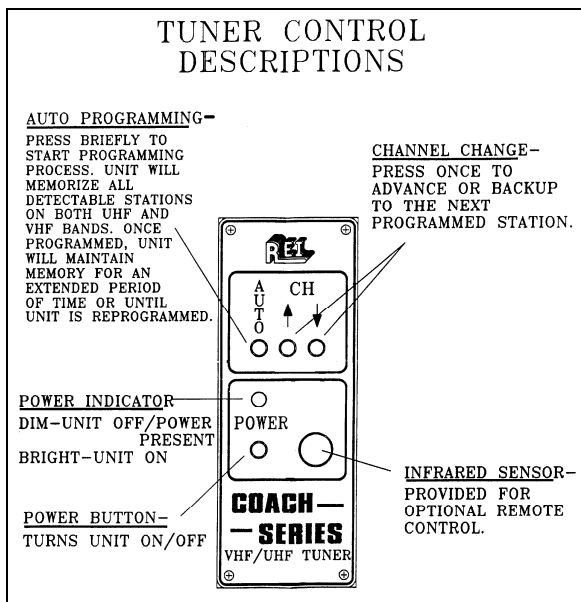 TUNER CONTROL
DESCRIPTIONS
AUTO PROGRAMMING-
PRESS BRIEFLY TO
START PROGRAMMING
PROCESS. UNIT WILL
MEMORIZE ALL
DETECTABLE STATIONS
ON BOTH UHF AND
VHF BANDS. ONCE
PROGRAMMED, UNIT
WILL MAINTAIN
MEMORY FOR AN
EXTENDED PERIOD
OF TIME OR UNTIL
UNIT IS REPROGRAMMED.
CHANNEL CHANGE-
PRESS ONCE TO
ADVANCE OR BACKUP
TO THE NEXT
PROGRAMMED STATION.
REI
AUTO
CH
POWER INDICATOR
DIM-UNIT OFF/POWER
PRESENT
BRIGHT-UNIT ON
POWER
POWER BUTTON-
TURNS UNIT ON/OFF
INFRARED SENSOR-
PROVIDED FOR
OPTIONAL REMOTE
CONTROL.
COACH—
—SERIES
VHF/UHF TUNER